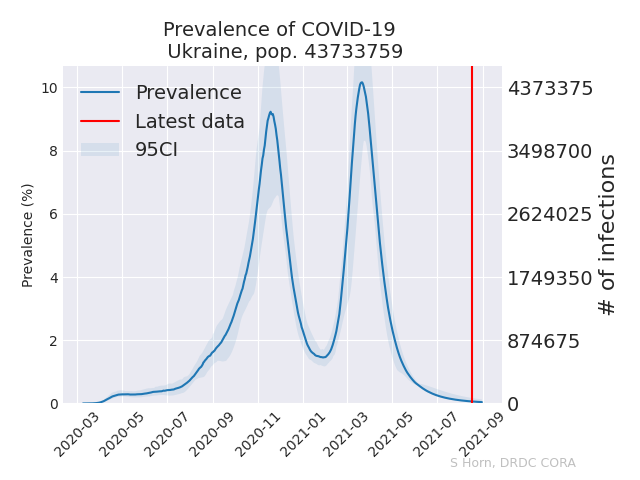 Prevalence of COVID-19
Ukraine, pop. 43733759
Prevalence
Latest data
95CI
Prevalence (%)
10
8
6
4
2
0
4373375
3498700
2624025
1749350
874675
0
# of infections
2020-03
2020-05
2020-07
2020-09
2020-11
2021-01
2021-03
2021-05
2021-07
2021-09
S Horn, DRDC CORA